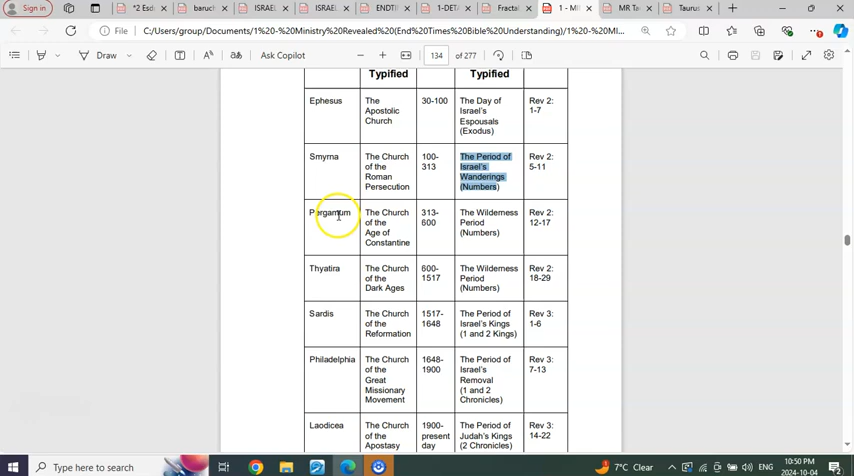 Sign in
*2 Esd
baruch
ISRAEL
ISRAEL
ENDTIM
1-DETA
Fractal
1 - MI
MR Ta
Taurus
File
C:/Users/group/Documents/1%20-%20Ministry%20Revealed%20(End%20Times%20Bible%20Understanding)/1%20-%20MI...
Draw
Ask Copilot
134
of 277
Typified
Typified
Ephesus
The
Apostolic
Church
30-100
The Day of
Israel's
Espousals
(Exodus)
Rev 2:
1-7
Smyrna
The Church
of the
Roman
Persecution
100-
313
The Period of
Israel's
Wanderings
(Numbers)
Rev 2:
5-11
Pergamum
The Church
of the
Age of
Constantine
313-
600
The Wilderness
Period
(Numbers)
Rev 2:
12-17
Thyatira
The Church
of the
Dark Ages
600-
1517
The Wilderness
Period
(Numbers)
Rev 2:
18-29
Sardis
The Church
of the
Reformation
1517-
1648
The Period of
Israel's Kings
(1 and 2 Kings)
Rev 3:
1-6
Philadelphia
The Church
of the
Great
Missionary
Movement
1648-
1900
The Period of
Israel's
Removal
(1 and 2
Chronicles)
Rev 3:
7-13
Laodicea
The Church
of the
Apostasy
1900-
present
day
The Period of
Judah's Kings
(2 Chronicles)
Rev 3:
14-22
Type here to search
7°C Clear
ENG
10:50 PM
2024-10-04
2